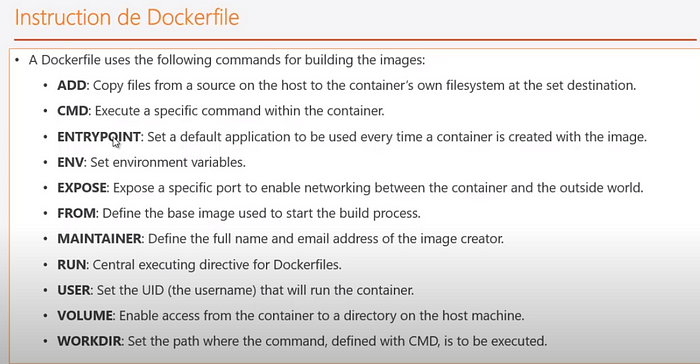 Instruction de Dockerfile
• A Dockerfile uses the following commands for building the images:
• ADD: Copy files from a source on the host to the container's own filesystem at the set destination.
• CMD: Execute a specific command within the container.
• ENTRYPOINT: Set a default application to be used every time a container is created with the image.
• ENV: Set environment variables.
• EXPOSE: Expose a specific port to enable networking between the container and the outside world.
• FROM: Define the base image used to start the build process.
• MAINTAINER: Define the full name and email address of the image creator.
• RUN: Central executing directive for Dockerfiles.
• USER: Set the UID (the username) that will run the container.
• VOLUME: Enable access from the container to a directory on the host machine.
• WORKDIR: Set the path where the command, defined with CMD, is to be executed.